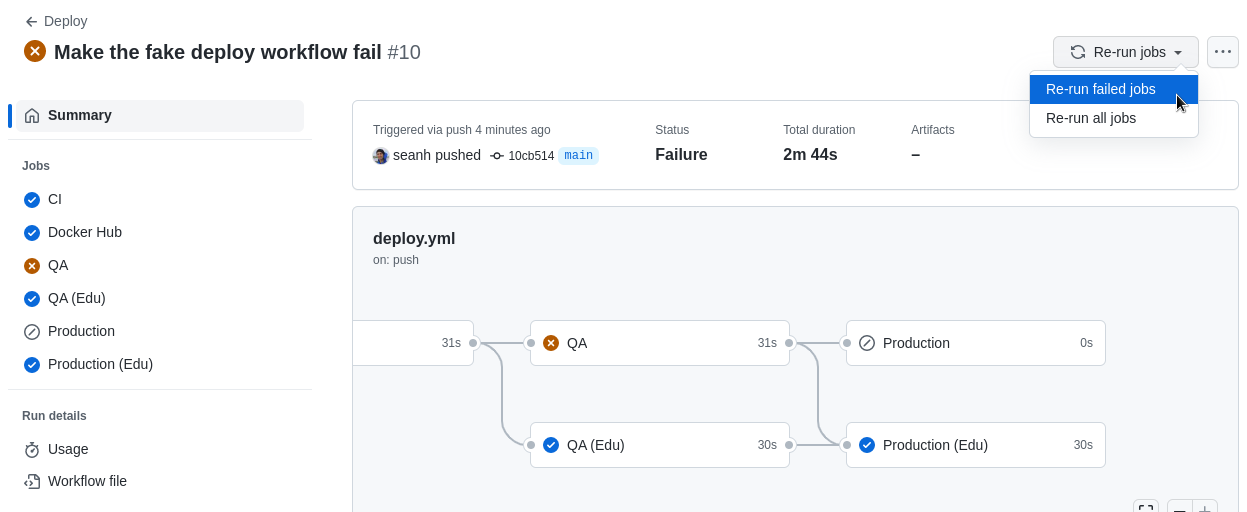 Deploy
Make the fake deploy workflow fail #10
Re-run jobs
Re-run failed jobs
Re-run all jobs
Summary
Jobs
CI
Docker Hub
QA
QA (Edu)
Production
Production (Edu)
Run details
Usage
Workflow file
Triggered via push 4 minutes ago
seanh pushed 10cb514 main
Status
Failure
Total duration
2m 44s
Artifacts
–
deploy.yml
on: push
31s
QA 31s
Production 0s
QA (Edu) 30s
Production (Edu) 30s